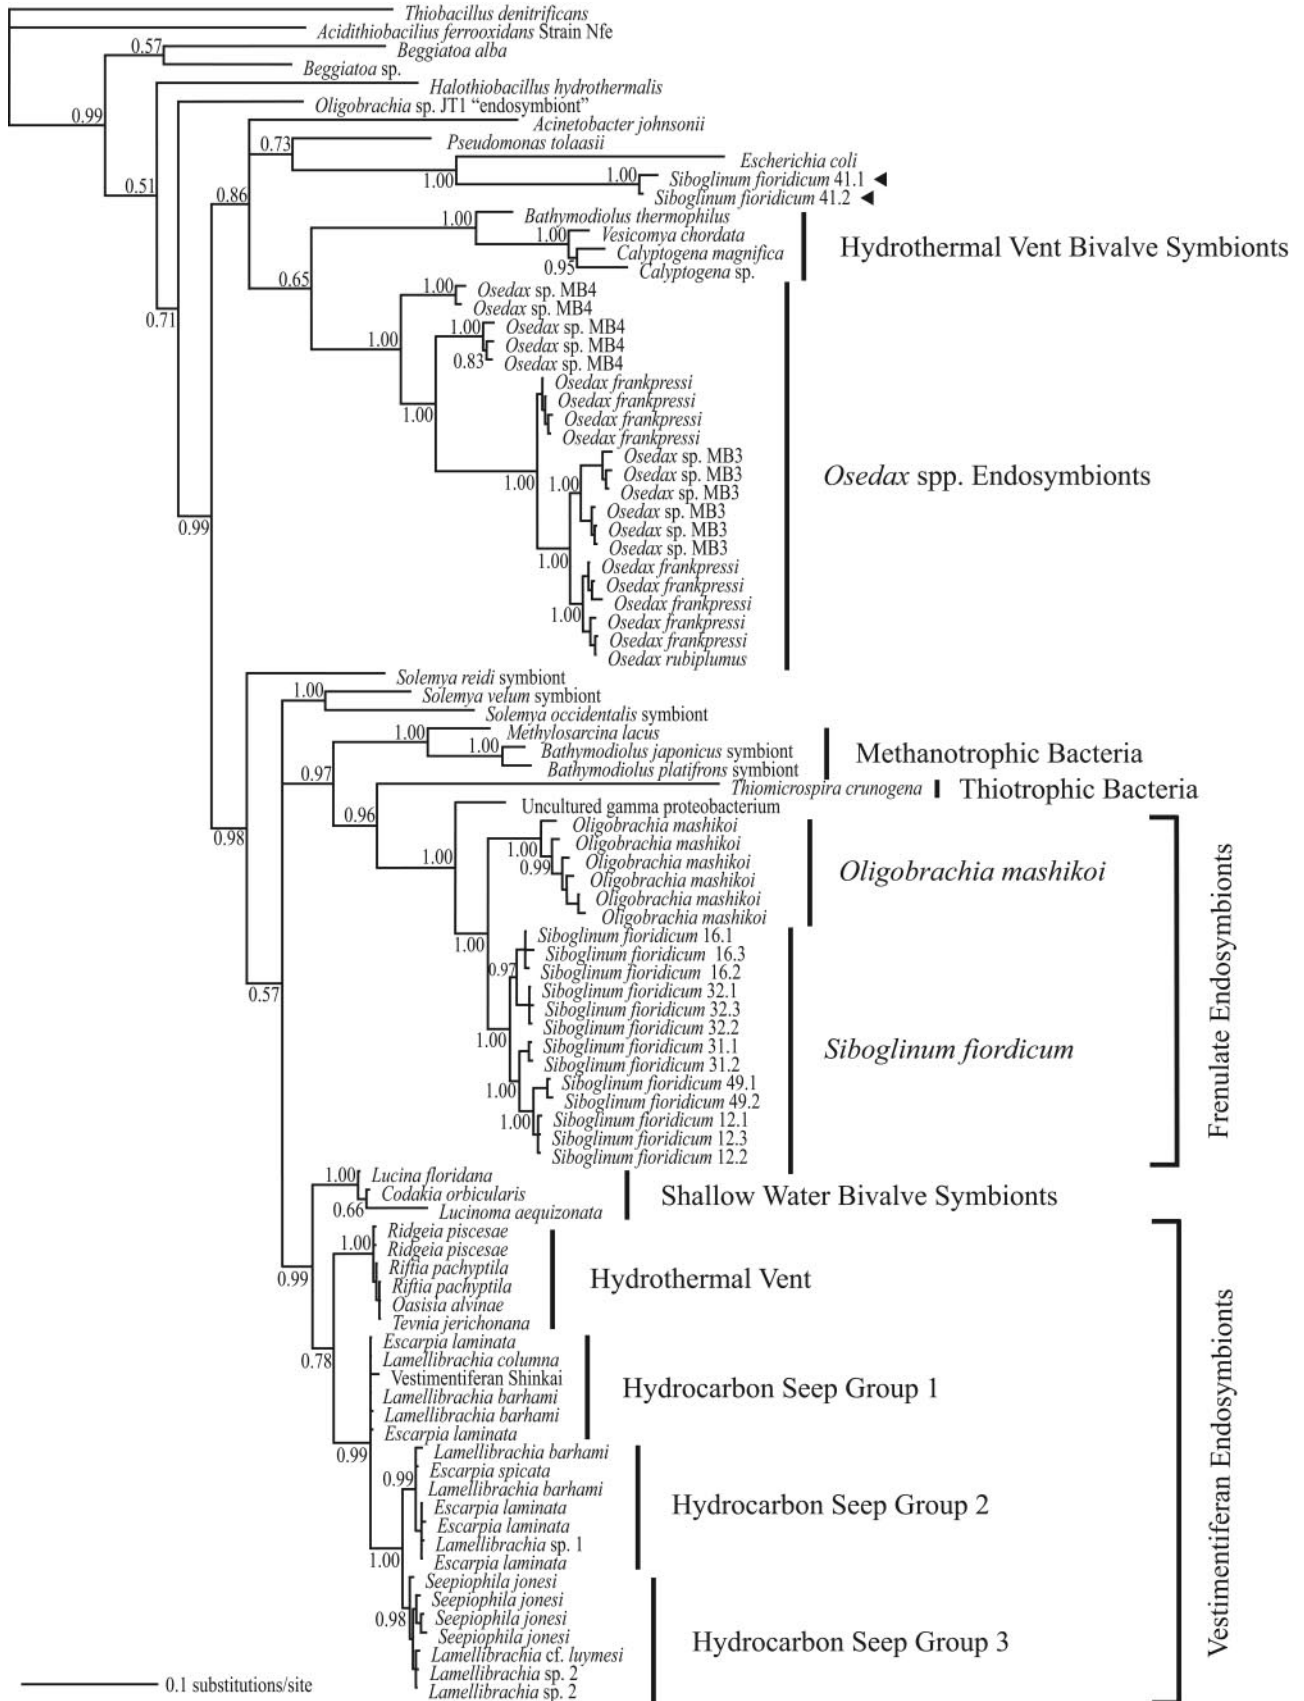 Thiobacillus denitrificans
Acidithiobacilius ferrooxidans Strain Nfe
0.57
Beggiatoa alba
Beggiatoa sp.
Halothiobacillus hydrothermalis
0.99
Oligobrachia sp. JT1 “endosymbiont”
Acinetobacter johnsonii
0.73
Pseudomonas tolaasii
Escherichia coli
0.51
0.86
1.00
1.00
Siboglinum fioridicum 41.1
Siboglinum fioridicum 41.2
1.00
Bathymodiolus thermophilus
1.00
Vesicomya chordata
Calyptogena magnifica
0.95
Calyptogena sp.
Hydrothermal Vent Bivalve Symbionts
0.65
1.00
Osedax sp. MB4
Osedax sp. MB4
0.71
1.00
1.00
Osedax sp. MB4
Osedax sp. MB4
0.83
Osedax sp. MB4
Osedax frankpressi
Osedax frankpressi
1.00
Osedax frankpressi
Osedax frankpressi
Osedax sp. MB3
1.00
1.00
Osedax sp. MB3
Osedax sp. MB3
Osedax spp. Endosymbionts
Osedax sp. MB3
0.99
Osedax sp. MB3
Osedax sp. MB3
1.00
Osedax frankpressi
Osedax frankpressi
Osedax frankpressi
1.00
Osedax frankpressi
Osedax frankpressi
Osedax rubiplumus
Solemya reidi symbiont
1.00
Solemya velum symbiont
Solemya occidentalis symbiont
1.00
Methylosarcina lacus
1.00
Bathymodiolus japonicus symbiont
Bathymodiolus platifrons symbiont
Methanotrophic Bacteria
0.97
Thiomicrospira crunogena
Thiotrophic Bacteria
0.96
Uncultured gamma proteobacterium
0.98
1.00
Oligobrachia mashikoi
Oligobrachia mashikoi
1.00
0.99
Oligobrachia mashikoi
Oligobrachia mashikoi
Oligobrachia mashikoi
Oligobrachia mashikoi
Oligobrachia mashikoi
1.00
Siboglinum fioridicum 16.1
Siboglinum fioridicum 16.3
0.97
Siboglinum fioridicum 16.2
0.57
Siboglinum fioridicum 32.1
Siboglinum fioridicum 32.3
Siboglinum fioridicum 32.2
1.00
Siboglinum fioridicum 31.1
Siboglinum fioridicum 31.2
1.00
Siboglinum fioridicum 49.1
Siboglinum fioridicum 49.2
1.00
Siboglinum fioridicum 12.1
Siboglinum fioridicum 12.3
Siboglinum fioridicum 12.2
Siboglinum fiordicum
Frenulate Endosymbionts
1.00
Lucina floridana
Codakia orbicularis
0.66
Lucinoma aequizonata
Shallow Water Bivalve Symbionts
0.99
1.00
Ridgeia piscesae
Ridgeia piscesae
Riftia pachyptila
Riftia pachyptila
Oasisia alvinae
Tevnia jerichonana
Hydrothermal Vent
0.78
Escarpia laminata
Lamellibrachia columna
Vestimentiferan Shinkai
Lamellibrachia barhami
Lamellibrachia barhami
Escarpia laminata
Hydrocarbon Seep Group 1
0.99
Lamellibrachia barhami
0.99
Escarpia spicata
Lamellibrachia barhami
Escarpia laminata
Escarpia laminata
Lamellibrachia sp. 1
Escarpia laminata
Hydrocarbon Seep Group 2
1.00
Seepiophila jonesi
Seepiophila jonesi
0.98
Seepiophila jonesi
Seepiophila jonesi
Lamellibrachia cf. luymesi
Lamellibrachia sp. 2
Lamellibrachia sp. 2
Hydrocarbon Seep Group 3
Vestimentiferan Endosymbionts
0.1 substitutions/site